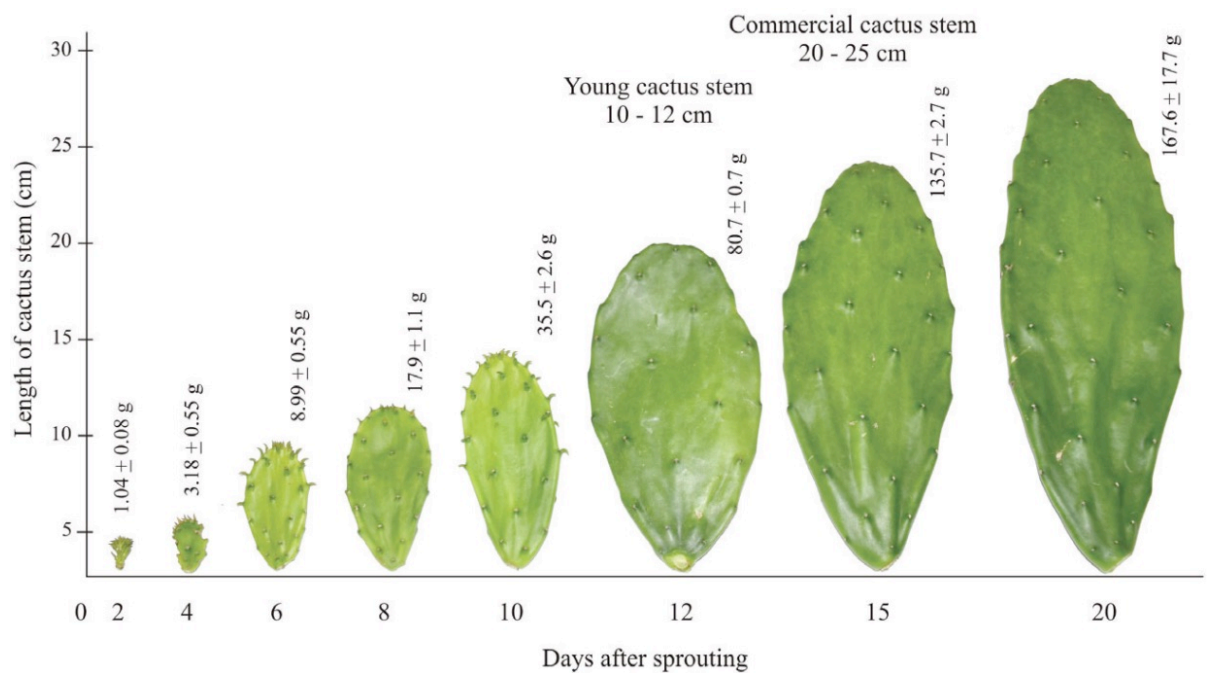 Commercial cactus stem
20 - 25 cm
Young cactus stem
10 - 12 cm
Length of cactus stem (cm)
30
25
20
15
10
5
1.04 ± 0.08 g
3.18 ± 0.55 g
8.99 ± 0.55 g
17.9 ± 1.1 g
35.5 ± 2.6 g
80.7 ± 0.7 g
135.7 ± 2.7 g
167.6 ± 17.7 g
0 2 4 6 8 10 12 15 20
Days after sprouting